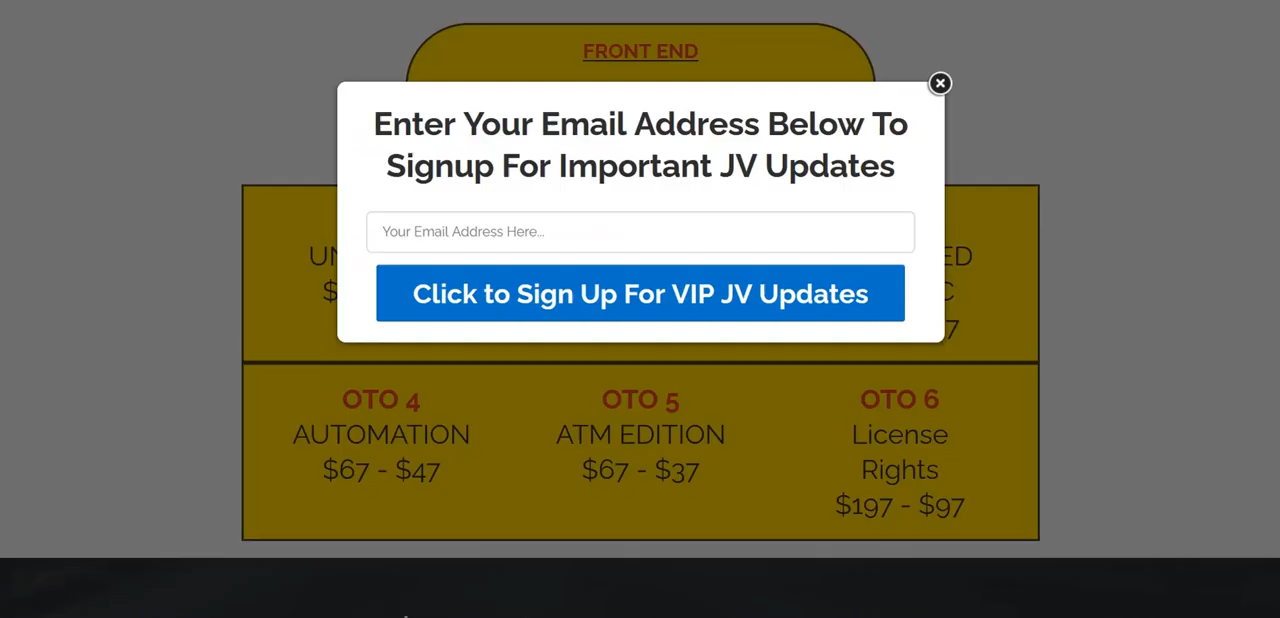 FRONT END
Enter Your Email Address Below To
Signup For Important JV Updates
Your Email Address Here...
Click to Sign Up For VIP JV Updates
OTO 4
AUTOMATION
$67 - $47
OTO 5
ATM EDITION
$67 - $37
OTO 6
License
Rights
$197 - $97